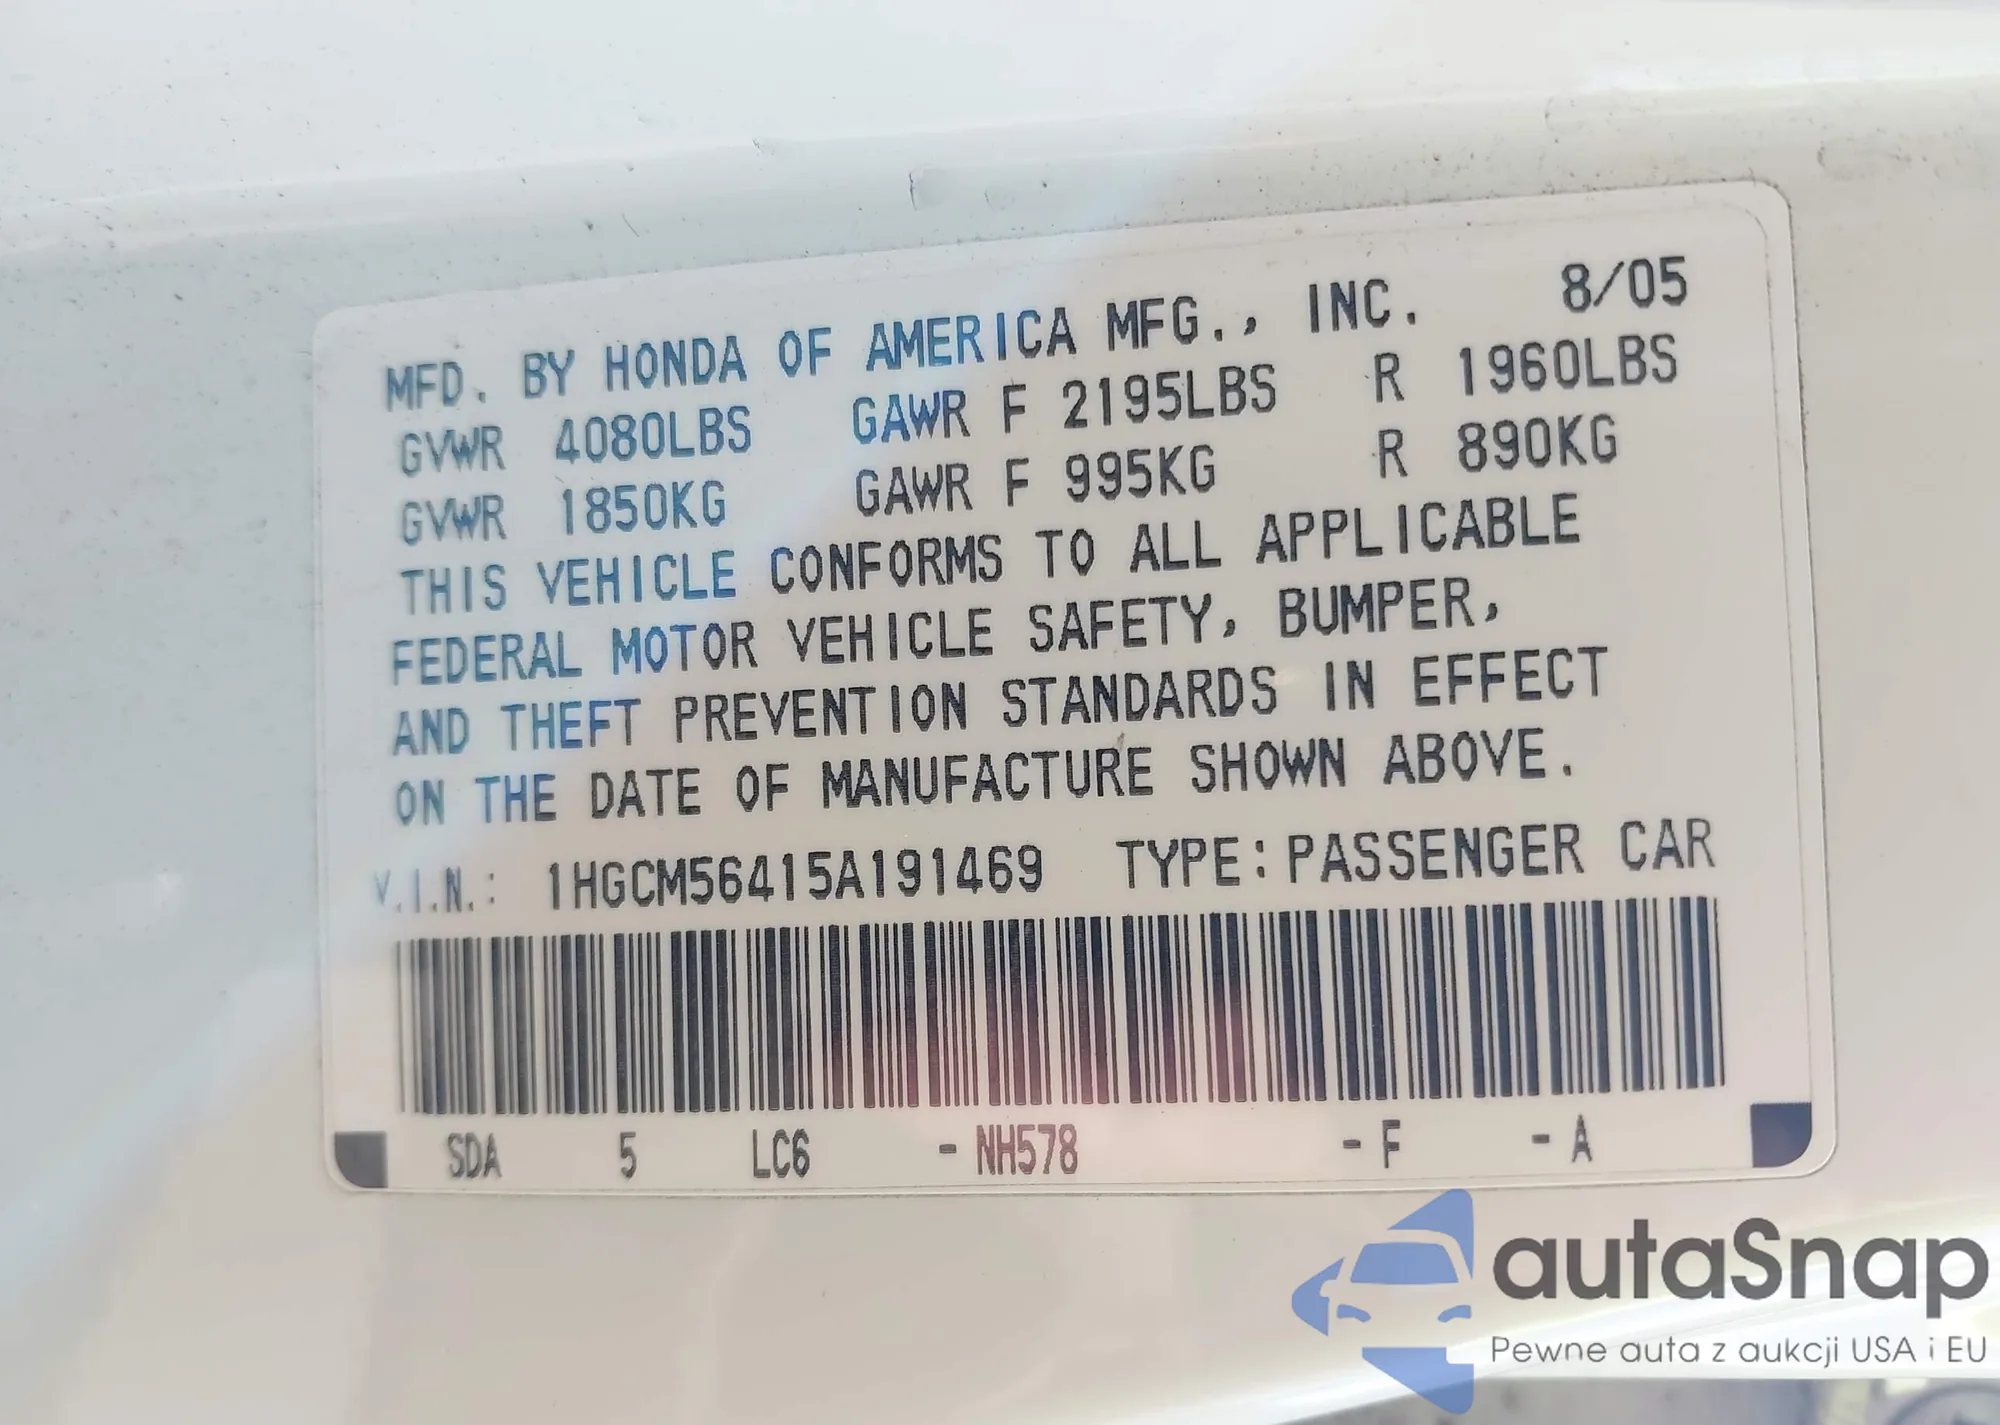 MFD. BY HONDA OF AMERICA MFG., INC. 8/05
GVWR 4080LBS GAWR F 2195LBS R 1960LBS
GVWR 1850KG GAWR F 995KG R 890KG
THIS VEHICLE CONFORMS TO ALL APPLICABLE
FEDERAL MOTOR VEHICLE SAFETY, BUMPER,
AND THEFT PREVENTION STANDARDS IN EFFECT
ON THE DATE OF MANUFACTURE SHOWN ABOVE.
V.I.N.: 1HGCM56415A191469 TYPE: PASSENGER CAR
SDA 5 LC6 - NH578 - F - A
autaSnap
Pewne auta z aukcji USA i EU